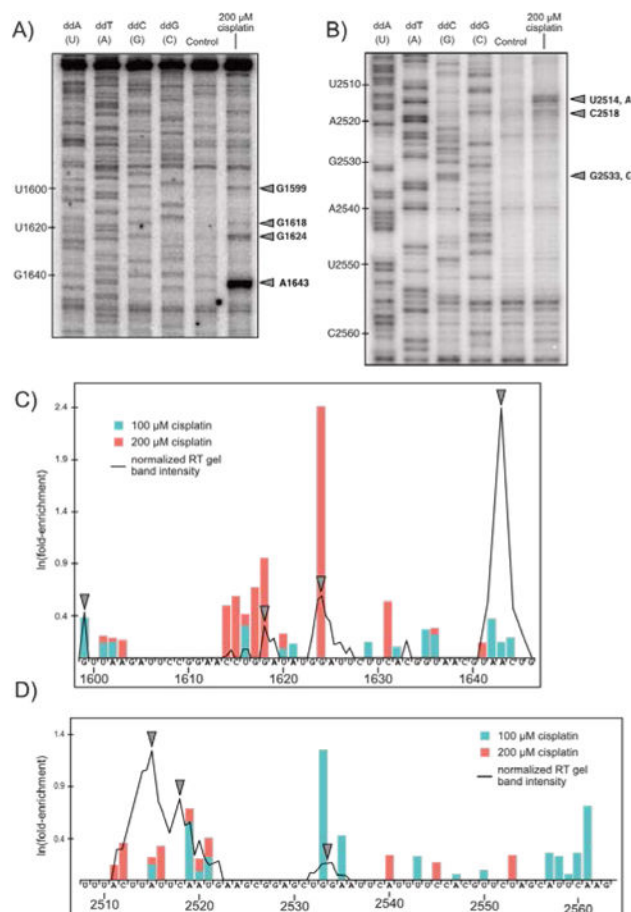 A)
ddA ddT ddC ddG 200 µM
(U) (A) (G) (C) Control cisplatin
U1600
U1620
G1640
G1599
G1618
G1624
A1643
B)
ddA ddT ddC ddG 200 µM
(U) (A) (G) (C) Control cisplatin
U2510
A2520
G2530
A2540
U2550
C2560
U2514, A
C2518
G2533, G
C)
ln(fold-enrichment)
2.4
1.9
1.4
0.9
0.4
100 µM cisplatin
200 µM cisplatin
normalized RT gel
band intensity
1600 1610 1620 1630 1640
D)
ln(fold-enrichment)
1.4
0.9
0.4
100 µM cisplatin
200 µM cisplatin
normalized RT gel
band intensity
2510 2520 2530 2540 2550 2560